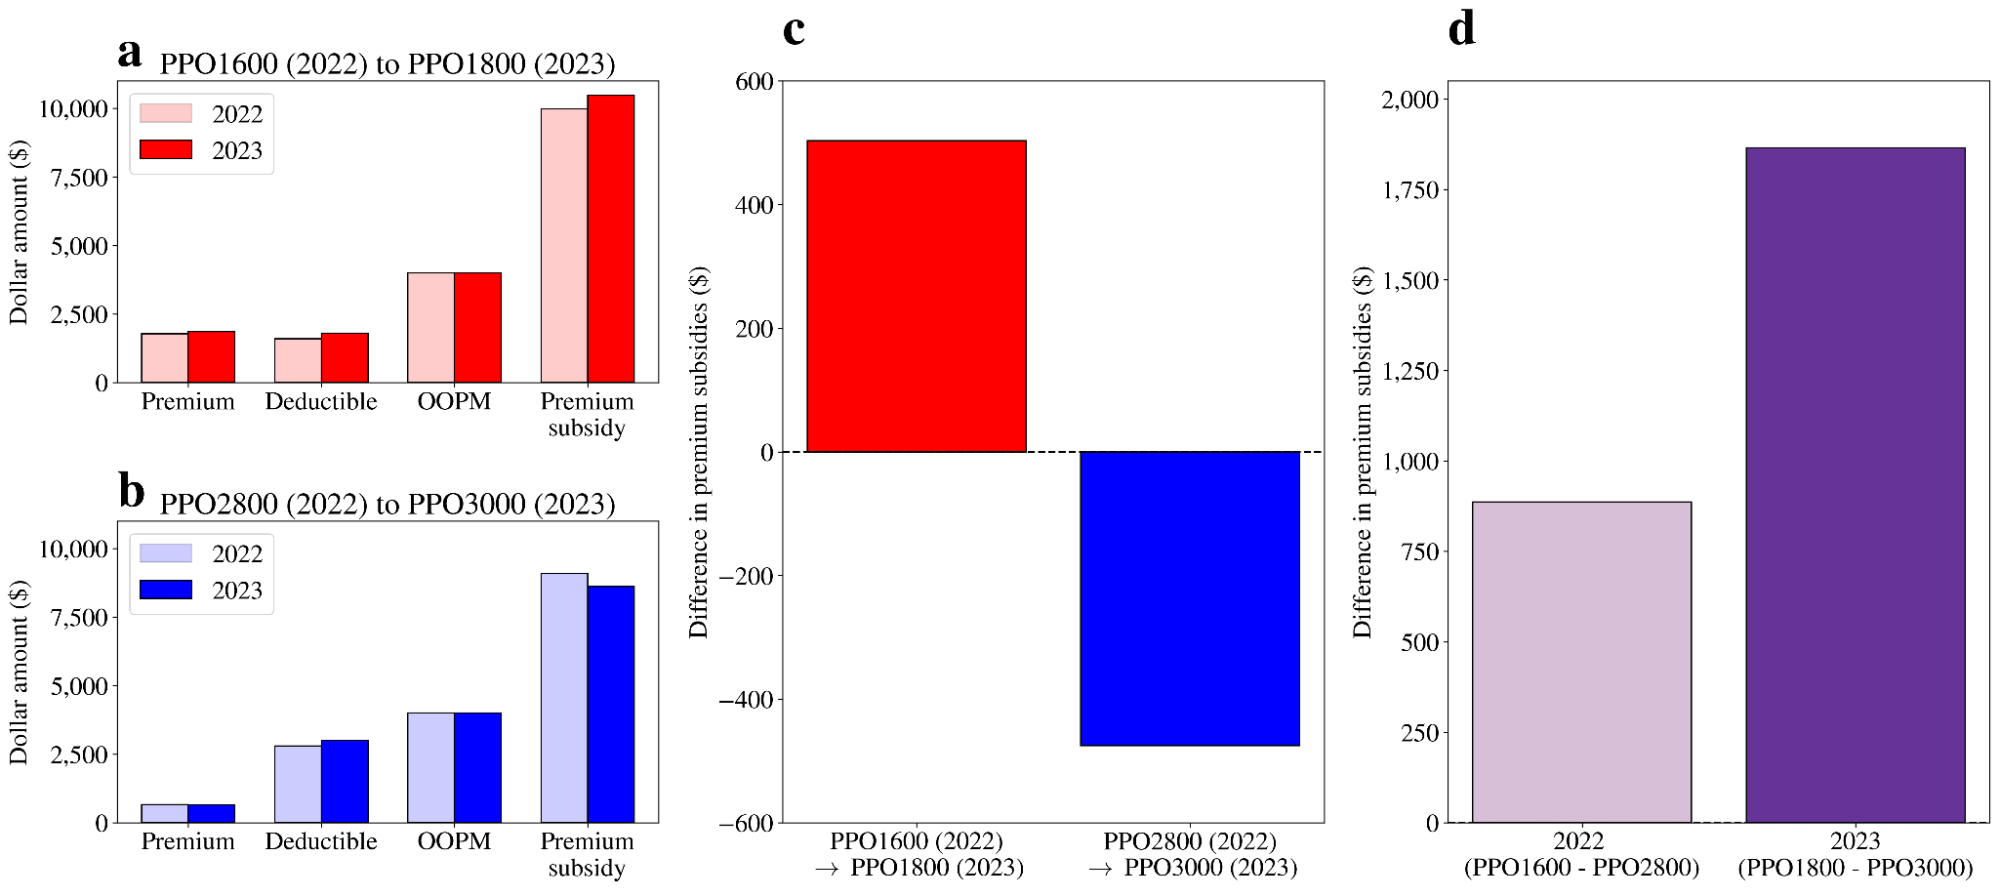 a
PPO1600 (2022) to PPO1800 (2023)
Dollar amount ($)
10,000
7,500
5,000
2,500
0
2022
2023
Premium
Deductible
OOPM
Premium
subsidy
b
PPO2800 (2022) to PPO3000 (2023)
Dollar amount ($)
10,000
7,500
5,000
2,500
0
2022
2023
Premium
Deductible
OOPM
Premium
subsidy
c
Difference in premium subsidies ($)
600
400
200
0
−200
−400
−600
PPO1600 (2022)
→ PPO1800 (2023)
PPO2800 (2022)
→ PPO3000 (2023)
d
Difference in premium subsidies ($)
2,000
1,750
1,500
1,250
1,000
750
500
250
0
2022
(PPO1600 - PPO2800)
2023
(PPO1800 - PPO3000)